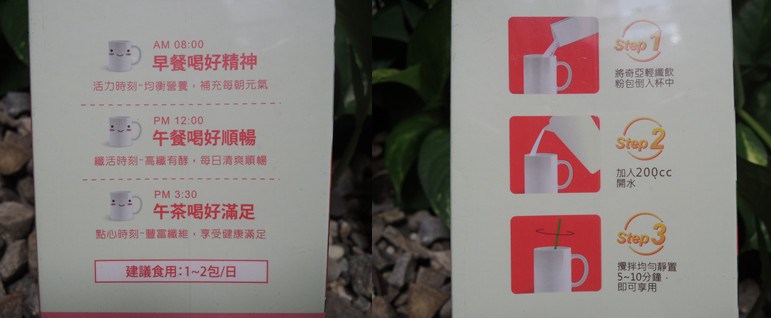 AM 08:00
早餐喝好精神
活力時刻-均衡營養，補充每朝元氣
PM 12:00
午餐喝好順暢
纖活時刻-高纖有酵，每日清爽順暢
PM 3:30
午茶喝好滿足
點心時刻-豐富纖維，享受健康滿足
建議食用:1~2包/日
Step 1
將奇亞輕纖飲
粉包倒入杯中
Step 2
加入200cc
開水
Step 3
攪拌均勻靜置
5~10分鐘，
即可享用